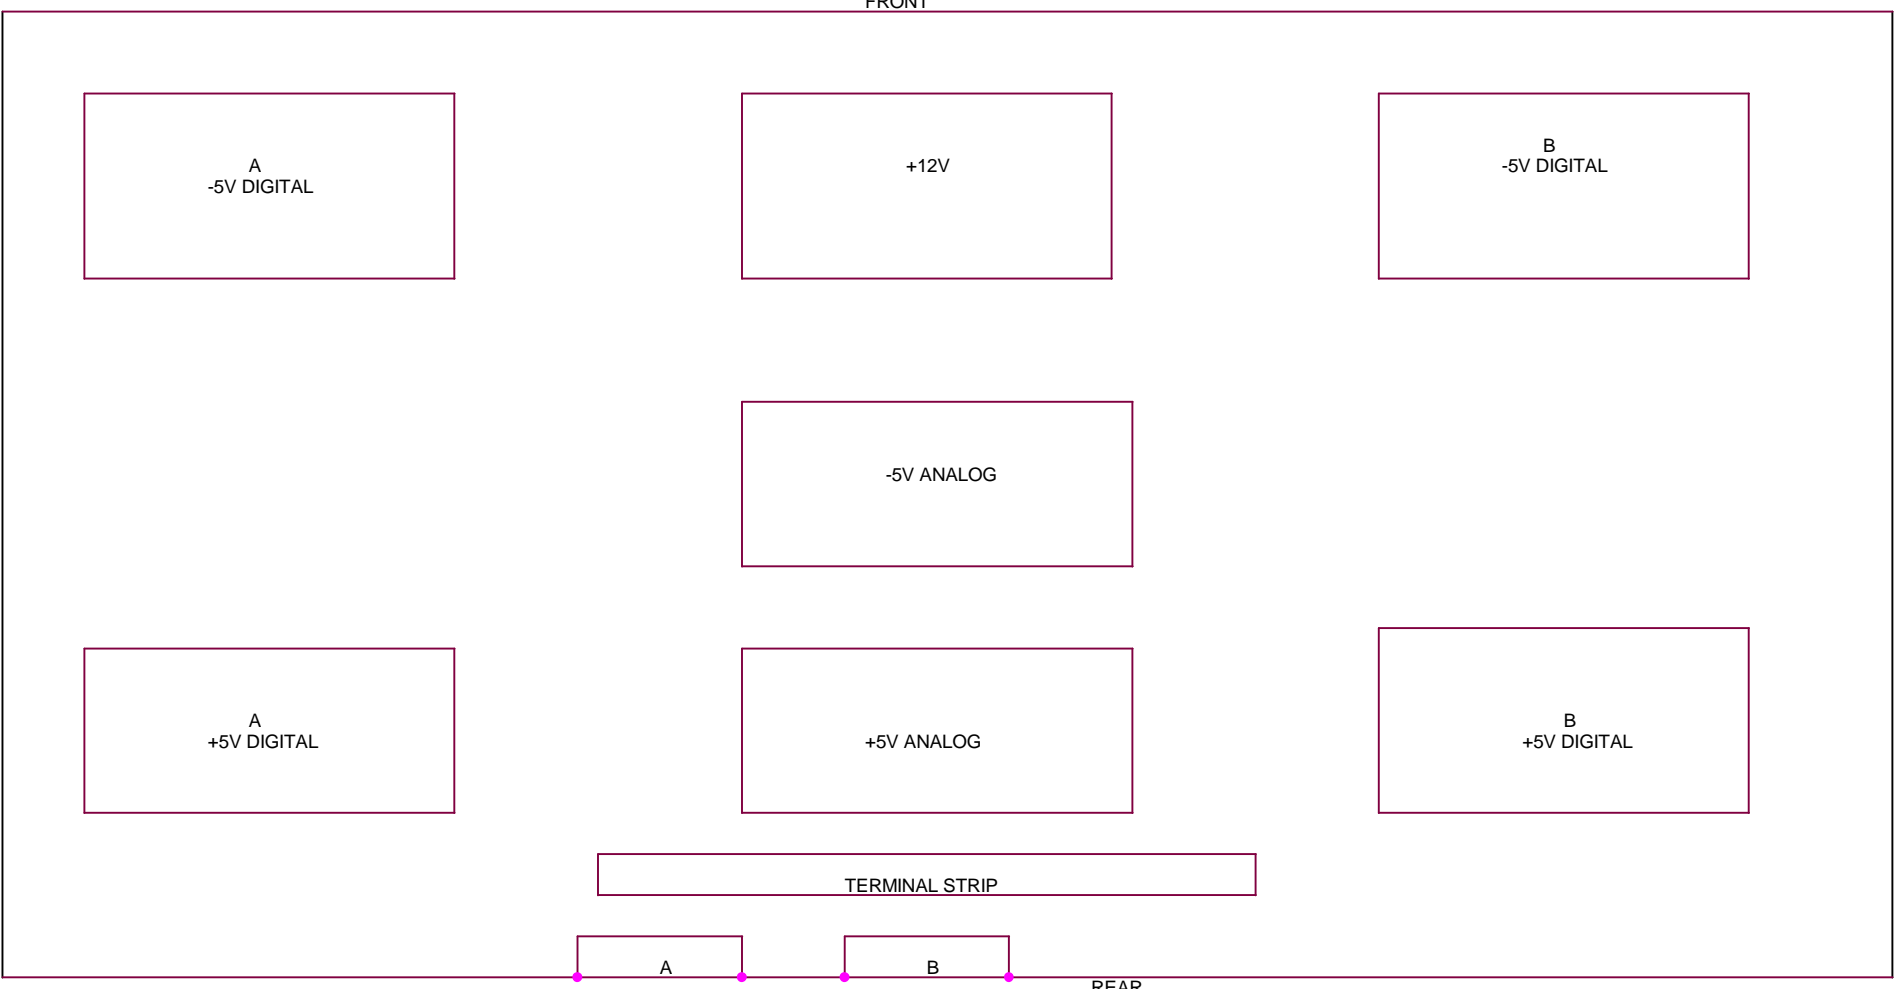 FRONT
A
-5V DIGITAL
+12V
B
-5V DIGITAL
-5V ANALOG
A
+5V DIGITAL
+5V ANALOG
B
+5V DIGITAL
TERMINAL STRIP
A
B
REAR